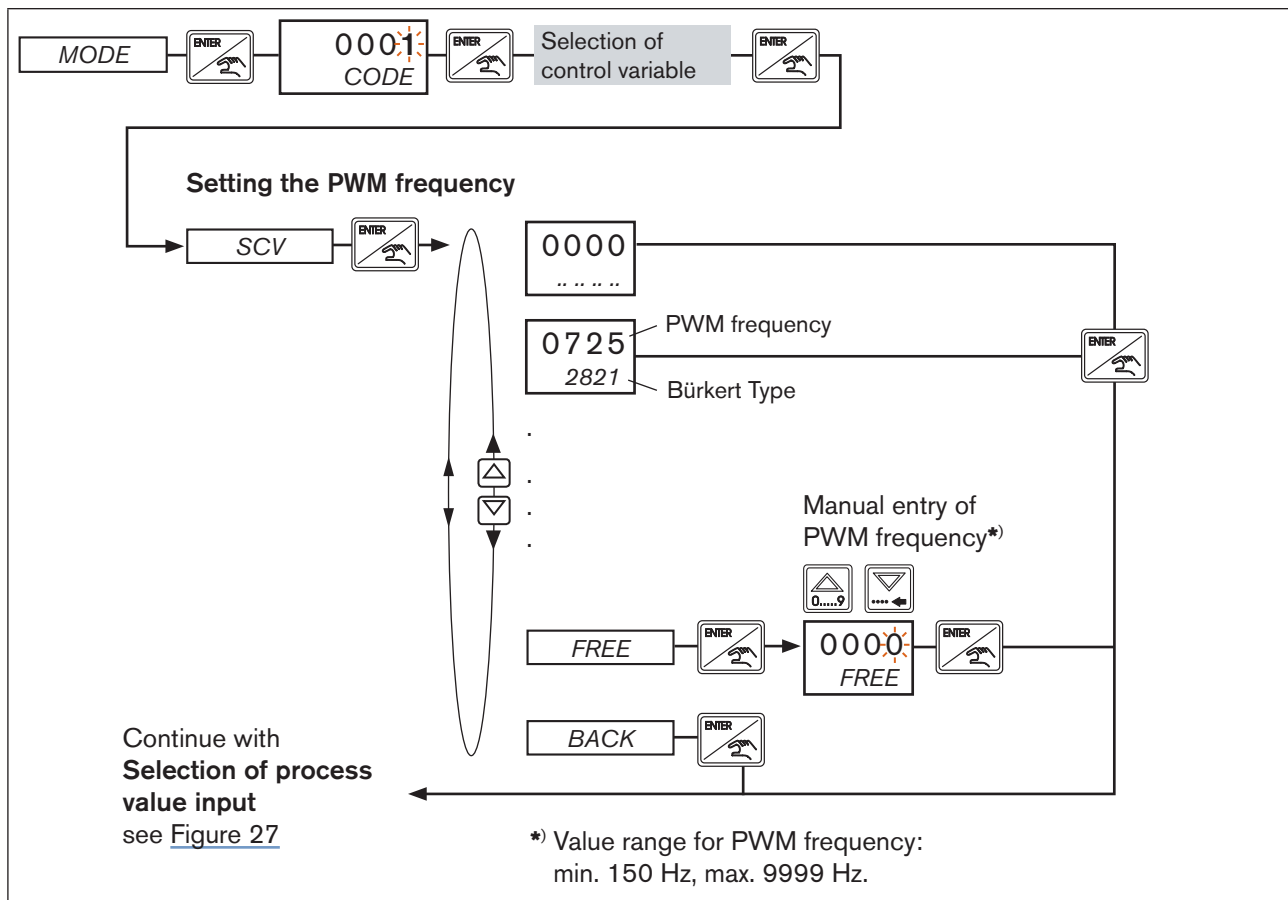 MODE
ENTER
0001
CODE
ENTER
Selection of
control variable
ENTER
Setting the PWM frequency
SCV
ENTER
0000
.. .. .. ..
0725
2821
PWM frequency
Bürkert Type
ENTER
.
.
.
.
Manual entry of
PWM frequency*)
0.....9
....
FREE
ENTER
0000
FREE
ENTER
BACK
ENTER
Continue with
Selection of process
value input
see Figure 27
*) Value range for PWM frequency:
min. 150 Hz, max. 9999 Hz.